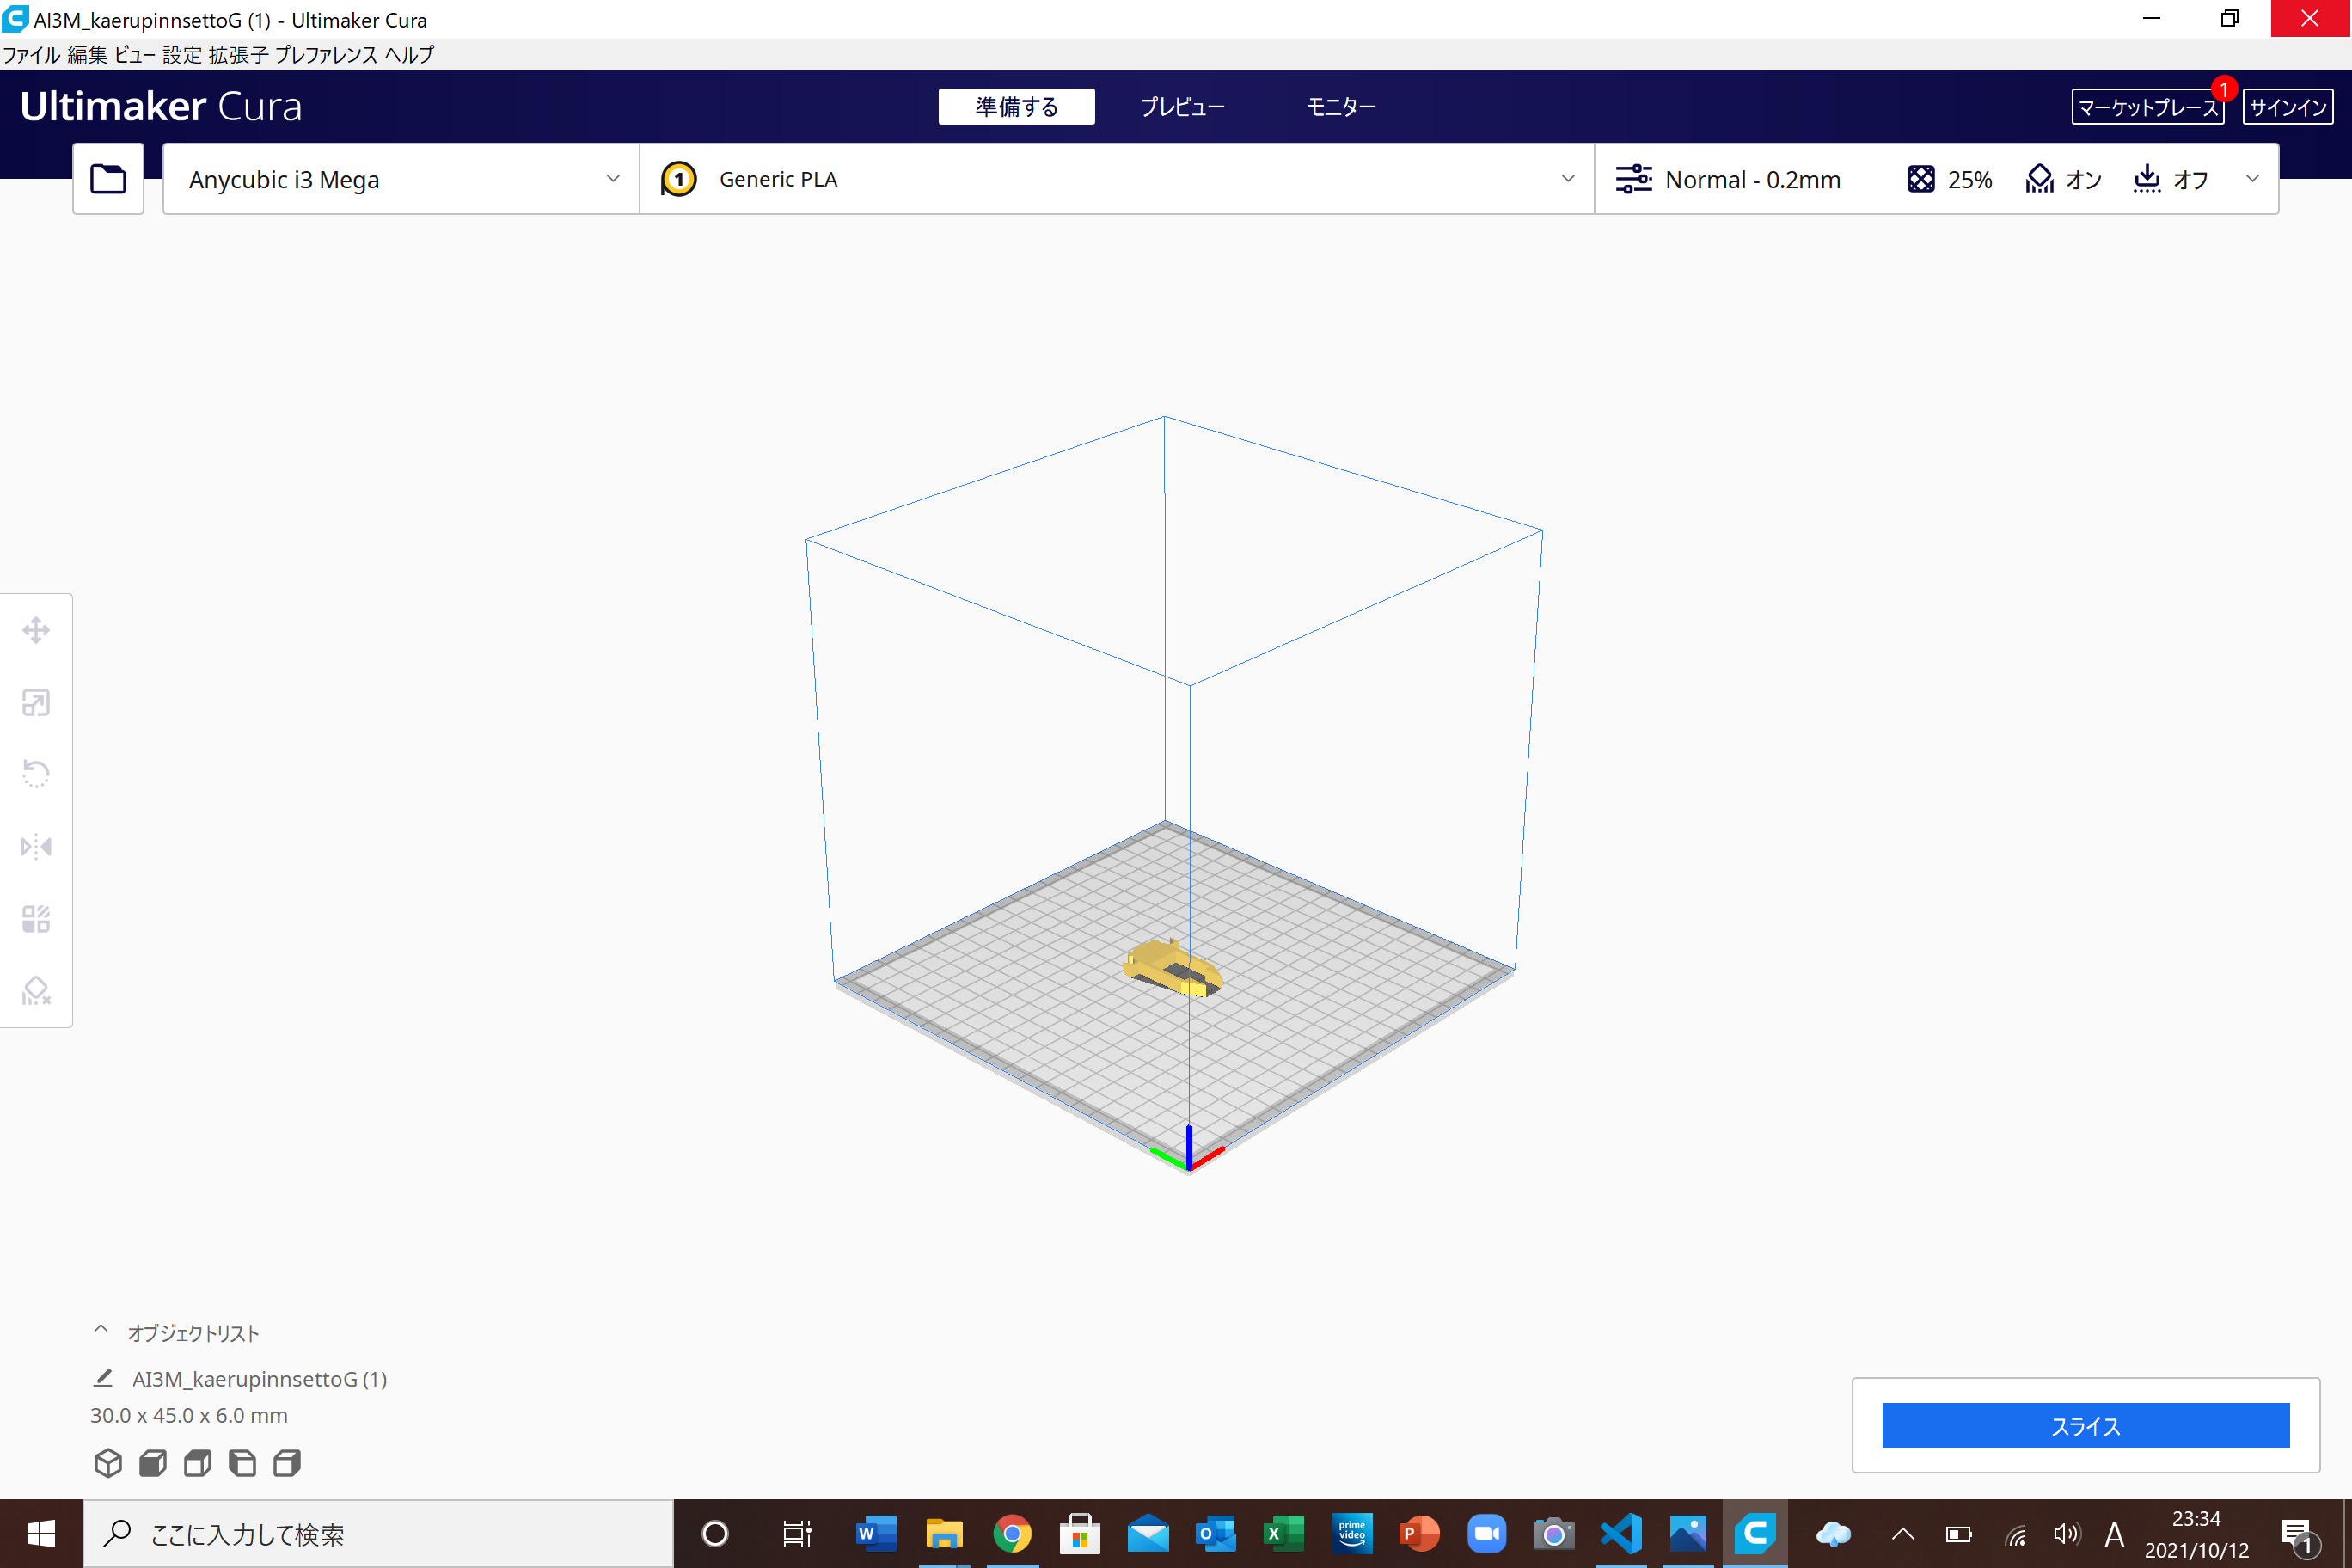 AI3M_kaerupinnsettoG (1) - Ultimaker Cura
ファイル 編集 ビュー 設定 拡張子 プレファレンス ヘルプ
Ultimaker Cura
準備する
プレビュー
モニター
マーケットプレース
1
サインイン
Anycubic i3 Mega
1
Generic PLA
Normal - 0.2mm
25%
オン
オフ
オブジェクトリスト
AI3M_kaerupinnsettoG (1)
30.0 x 45.0 x 6.0 mm
スライス
ここに入力して検索
W
O
X
prime
video
P
A
23:34
2021/10/12
1